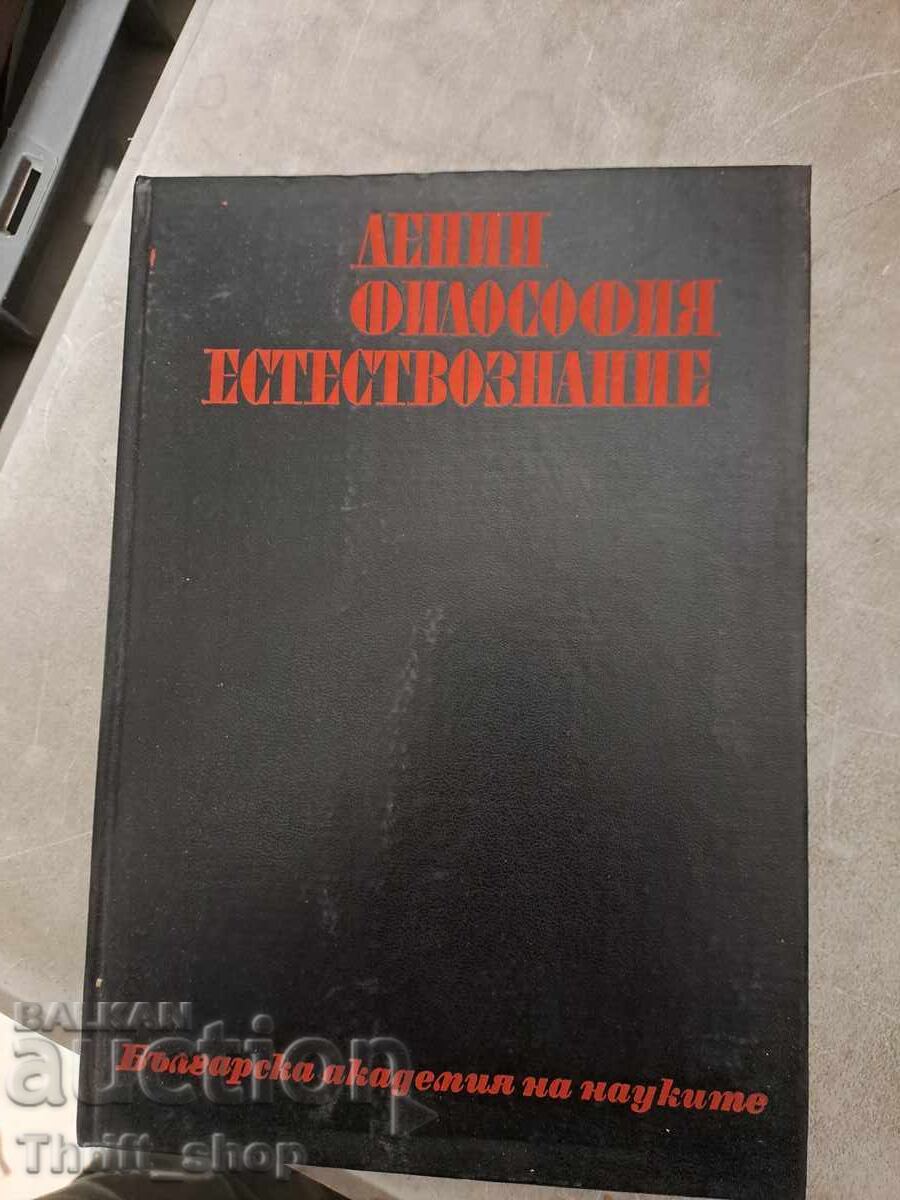 ЛЕНИН
ФИЛОСОФИЯ
ЕСТЕСТВОЗНАНИЕ
Българска академия на науките
BALKAN
auction
Thrift_shop